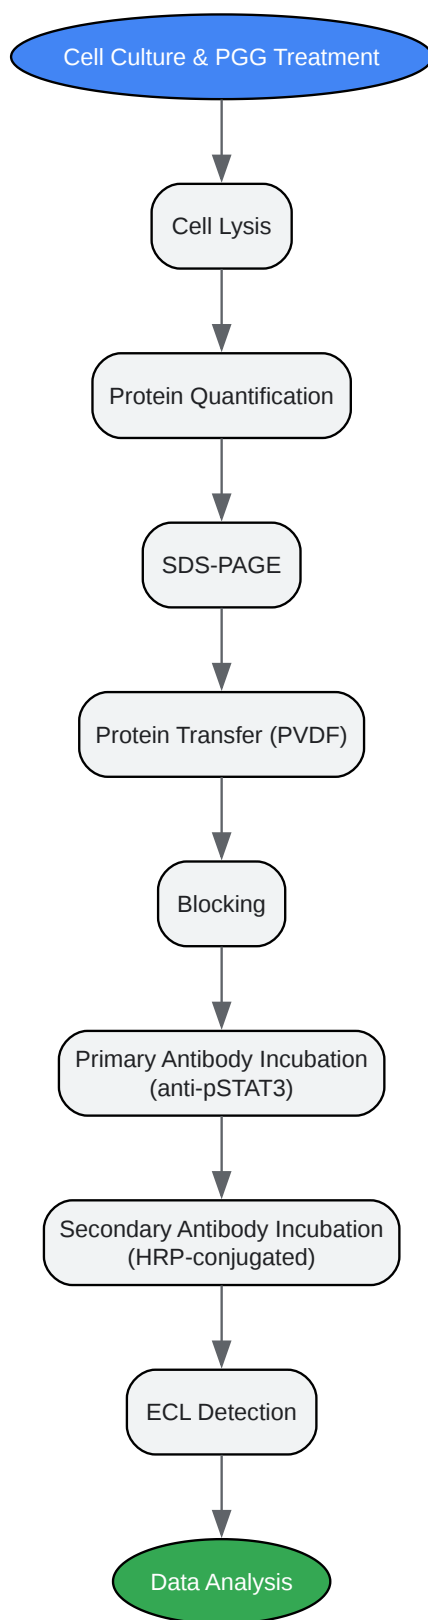 Cell Culture & PGG Treatment
Cell Lysis
Protein Quantification
SDS-PAGE
Protein Transfer (PVDF)
Blocking
Primary Antibody Incubation
(anti-pSTAT3)
Secondary Antibody Incubation
(HRP-conjugated)
ECL Detection
Data Analysis